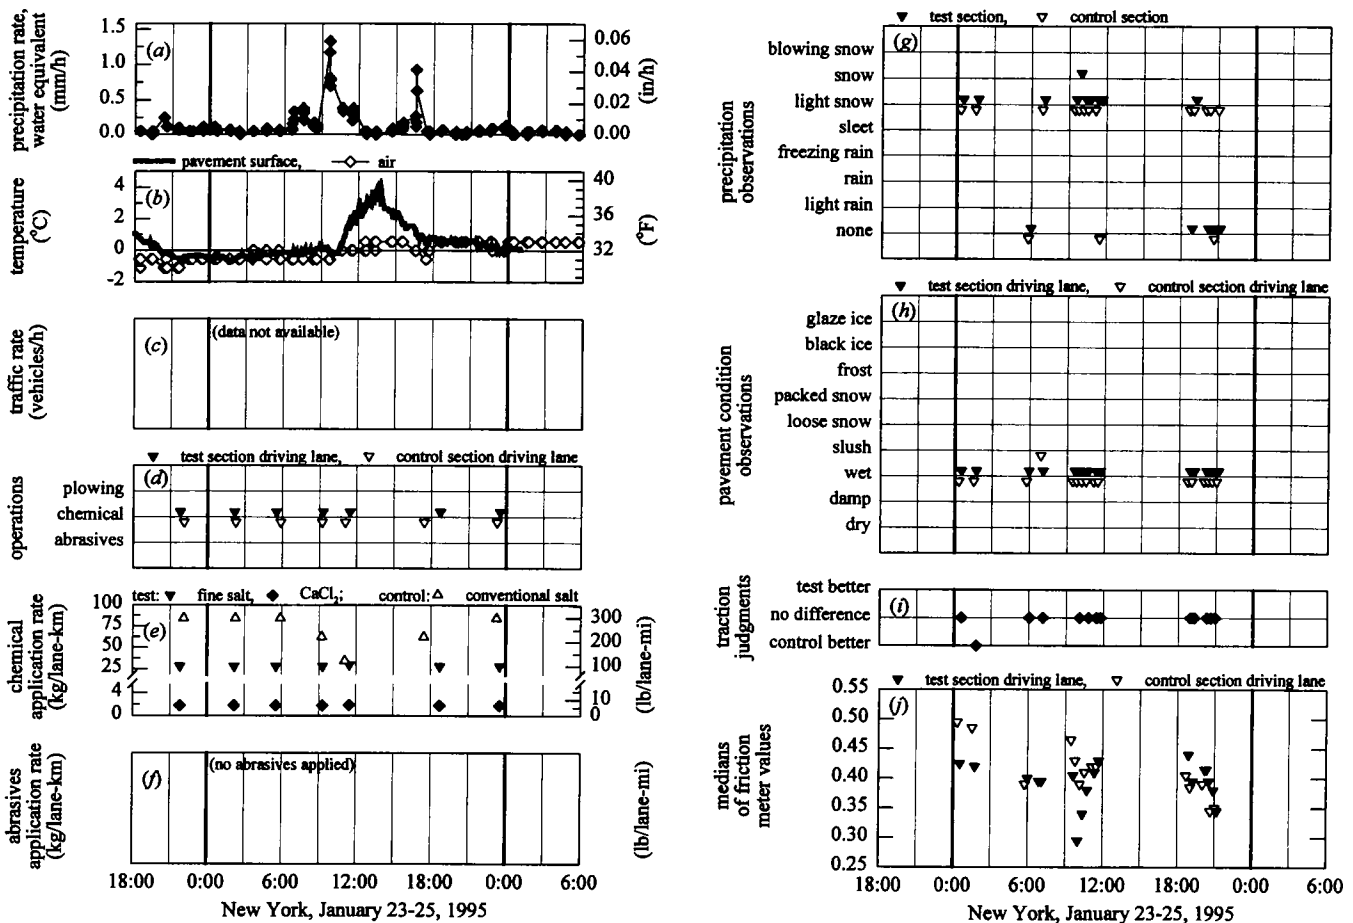 precipitation rate,
water equivalent
(mm/h)
1.5
1.0
0.5
0.0
(a)
0.06
0.04
0.02
0.00
(in/h)
pavement surface, air
temperature
(°C)
4
2
0
-2
(b)
40
36
32
(°F)
traffic rate
(vehicles/h)
(c)
(data not available)
test section driving lane, control section driving lane
operations
(d)
plowing
chemical
abrasives
test: fine salt, CaCl2; control: conventional salt
chemical
application rate
(kg/lane-km)
100
75
50
25
4
0
(e)
300
200
100
10
0
(lb/lane-mi)
abrasives
application rate
(kg/lane-km)
(f)
(no abrasives applied)
(lb/lane-mi)
18:00 0:00 6:00 12:00 18:00 0:00 6:00
New York, January 23-25, 1995
test section, control section
precipitation
observations
(g)
blowing snow
snow
light snow
sleet
freezing rain
rain
light rain
none
test section driving lane, control section driving lane
pavement condition
observations
(h)
glaze ice
black ice
frost
packed snow
loose snow
slush
wet
damp
dry
traction
judgments
test better
no difference
control better
(i)
test section driving lane, control section driving lane
medians
of friction
meter values
0.55
0.50
0.45
0.40
0.35
0.30
0.25
(j)
18:00 0:00 6:00 12:00 18:00 0:00 6:00
New York, January 23-25, 1995